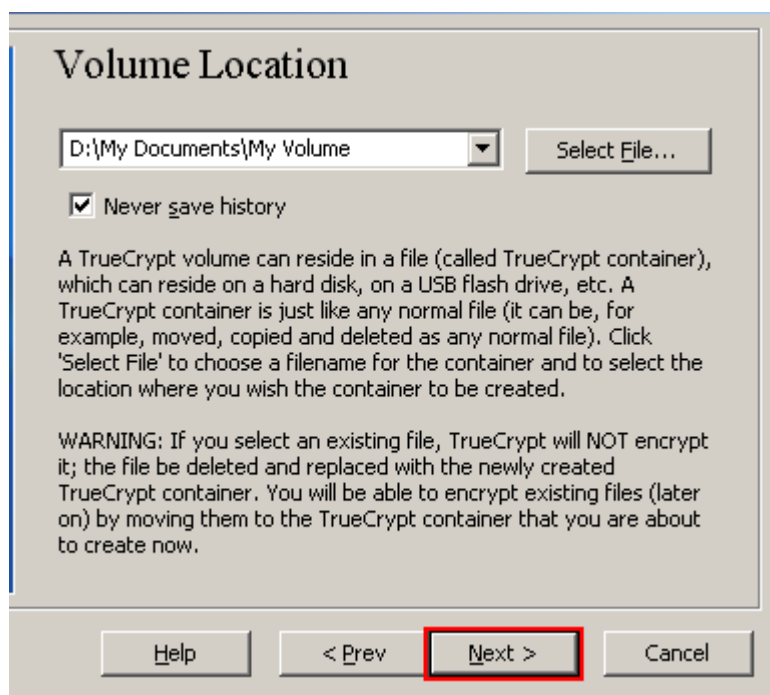 Volume Location
D:\My Documents\My Volume
Select File...
Never save history
A TrueCrypt volume can reside in a file (called TrueCrypt container),
which can reside on a hard disk, on a USB flash drive, etc. A
TrueCrypt container is just like any normal file (it can be, for
example, moved, copied and deleted as any normal file). Click
'Select File' to choose a filename for the container and to select the
location where you wish the container to be created.
WARNING: If you select an existing file, TrueCrypt will NOT encrypt
it; the file be deleted and replaced with the newly created
TrueCrypt container. You will be able to encrypt existing files (later
on) by moving them to the TrueCrypt container that you are about
to create now.
Help
< Prev
Next >
Cancel